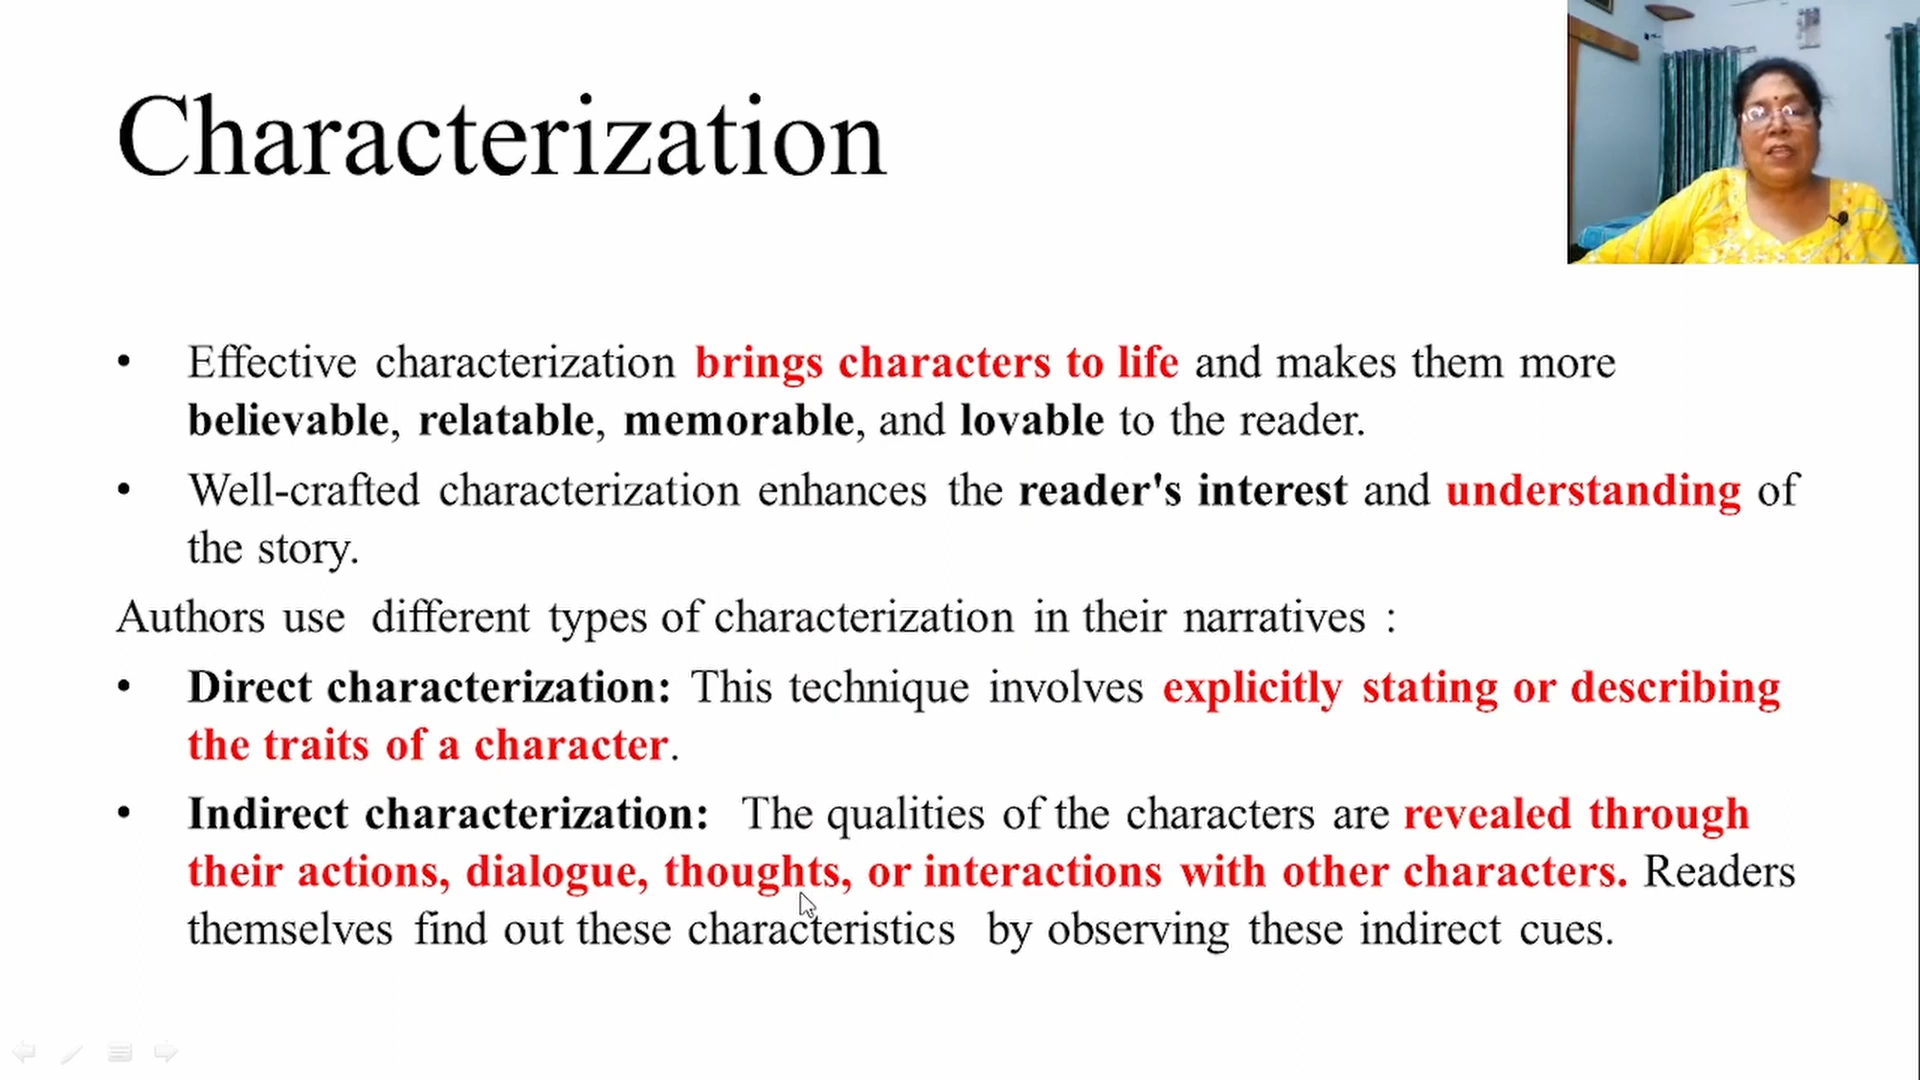 Characterization
• Effective characterization brings characters to life and makes them more
believable, relatable, memorable, and lovable to the reader.
• Well-crafted characterization enhances the reader's interest and understanding of
the story.
Authors use different types of characterization in their narratives :
• Direct characterization: This technique involves explicitly stating or describing
the traits of a character.
• Indirect characterization: The qualities of the characters are revealed through
their actions, dialogue, thoughts, or interactions with other characters. Readers
themselves find out these characteristics by observing these indirect cues.